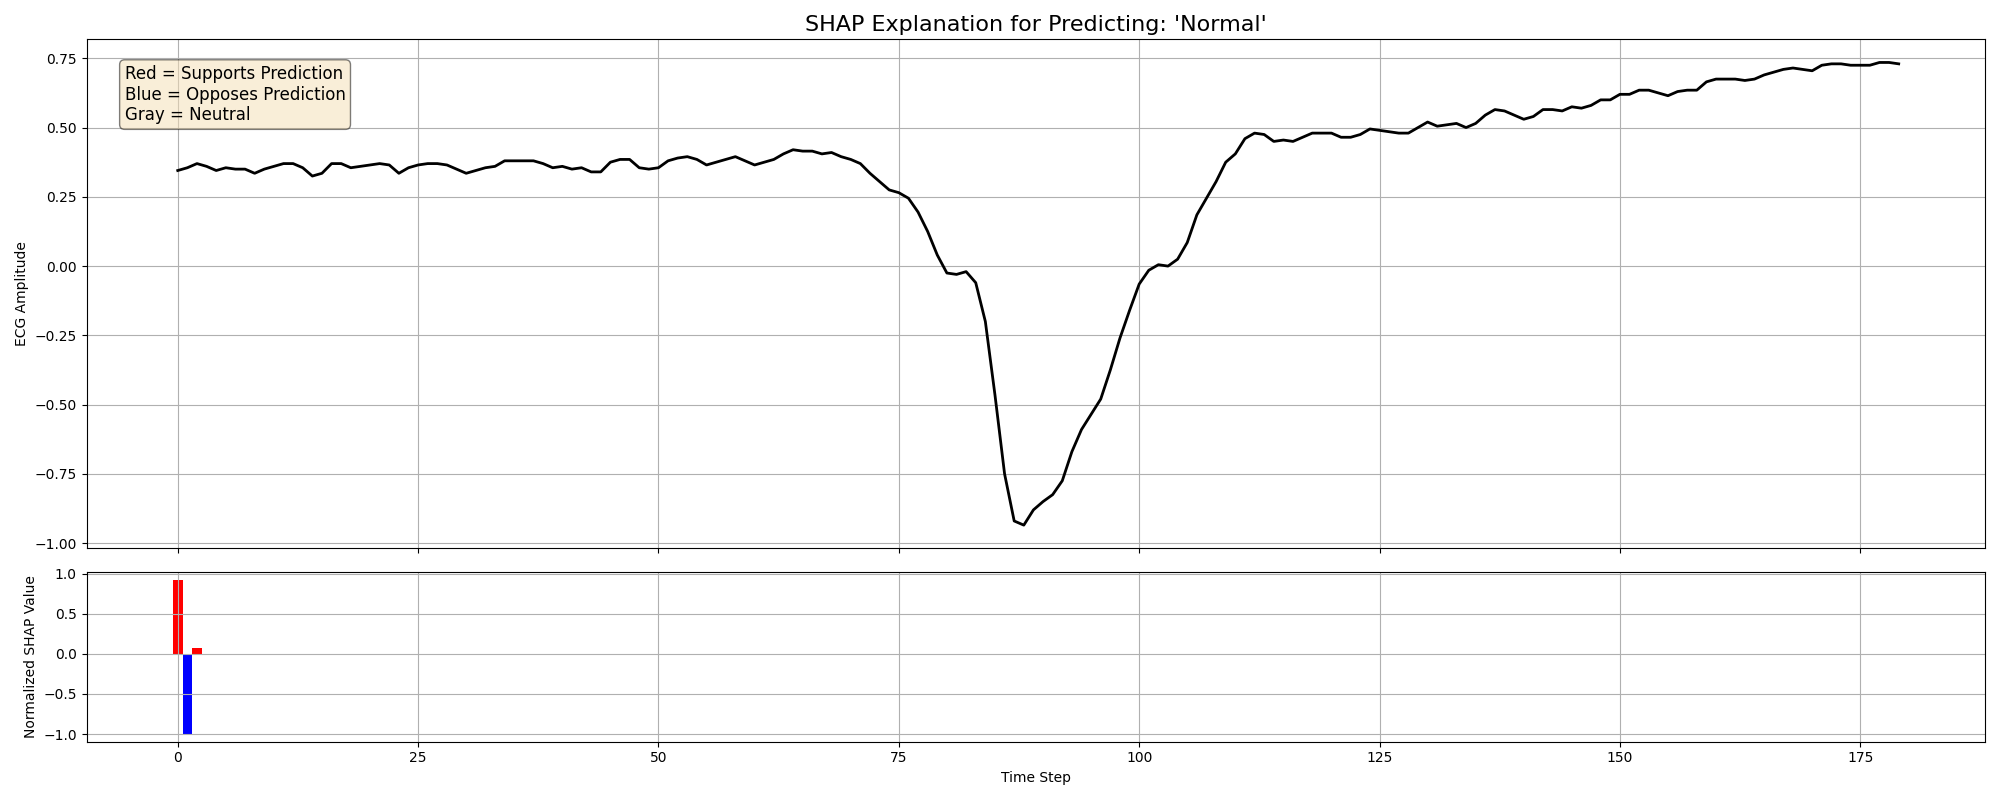 SHAP Explanation for Predicting: 'Normal'
Red = Supports Prediction
Blue = Opposes Prediction
Gray = Neutral
ECG Amplitude
0.75
0.50
0.25
0.00
−0.25
−0.50
−0.75
−1.00
Normalized SHAP Value
1.0
0.5
0.0
−0.5
−1.0
0 25 50 75 100 125 150 175
Time Step